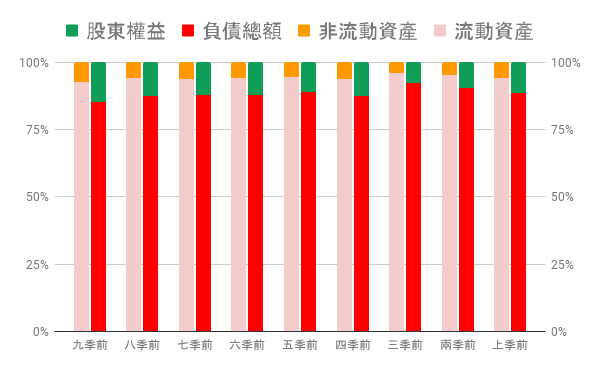 股東權益 負債總額 非流動資產 流動資產
100% 100%
75% 75%
50% 50%
25% 25%
0% 0%
九季前 八季前 七季前 六季前 五季前 四季前 三季前 兩季前 上季前